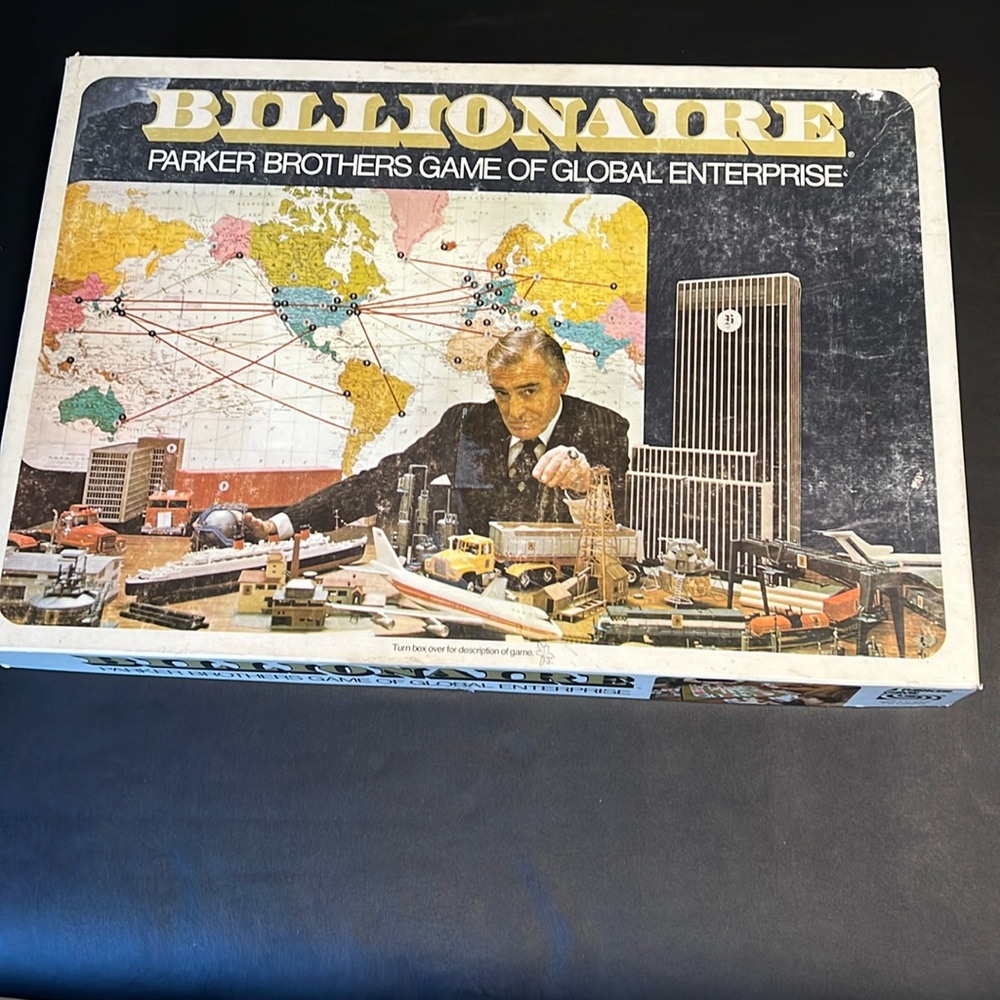 BILLIONAIRE®
PARKER BROTHERS GAME OF GLOBAL ENTERPRISE
Turn box over for description of game.
BILLIONAIRE
PARKER BROTHERS GAME OF GLOBAL ENTERPRISE